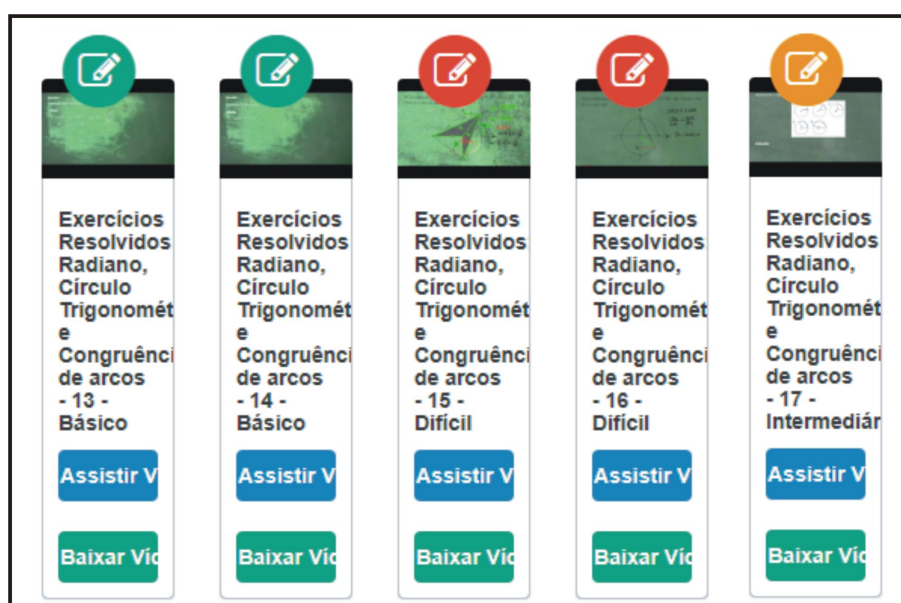 Exercícios
Resolvidos
Radiano,
Círculo
Trigonomét
e
Congruênci
de arcos
- 13 -
Básico
Assistir V
Baixar Víd
Exercícios
Resolvidos
Radiano,
Círculo
Trigonomét
e
Congruênci
de arcos
- 14 -
Básico
Assistir V
Baixar Víd
Exercícios
Resolvidos
Radiano,
Círculo
Trigonomét
e
Congruênci
de arcos
- 15 -
Difícil
Assistir V
Baixar Víd
Exercícios
Resolvidos
Radiano,
Círculo
Trigonomét
e
Congruênci
de arcos
- 16 -
Difícil
Assistir V
Baixar Víd
Exercícios
Resolvidos
Radiano,
Círculo
Trigonomét
e
Congruênci
de arcos
- 17 -
Intermediár
Assistir V
Baixar Víd